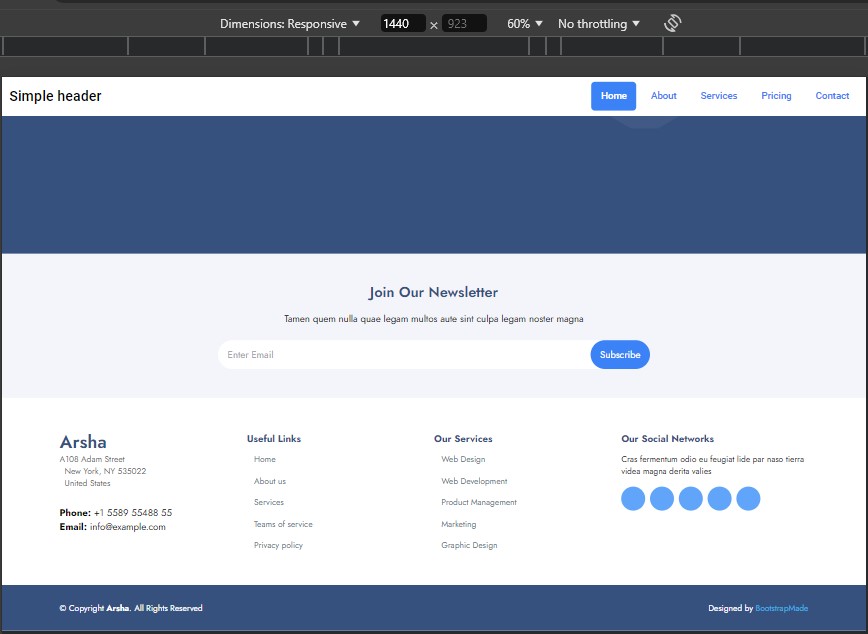 Dimensions: Responsive 1440 × 923 60% No throttling
Simple header Home About Services Pricing Contact
Join Our Newsletter
Tamen quem nulla quae legam multos aute sint culpa legam noster magna
Enter Email Subscribe
Arsha
A108 Adam Street
New York, NY 535022
United States
Phone: +1 5589 55488 55
Email: info@example.com
Useful Links
Home
About us
Services
Teams of service
Privacy policy
Our Services
Web Design
Web Development
Product Management
Marketing
Graphic Design
Our Social Networks
Cras fermentum odio eu feugiat lide par naso tierra
videa magna derita valies
© Copyright Arsha. All Rights Reserved
Designed by BootstrapMade